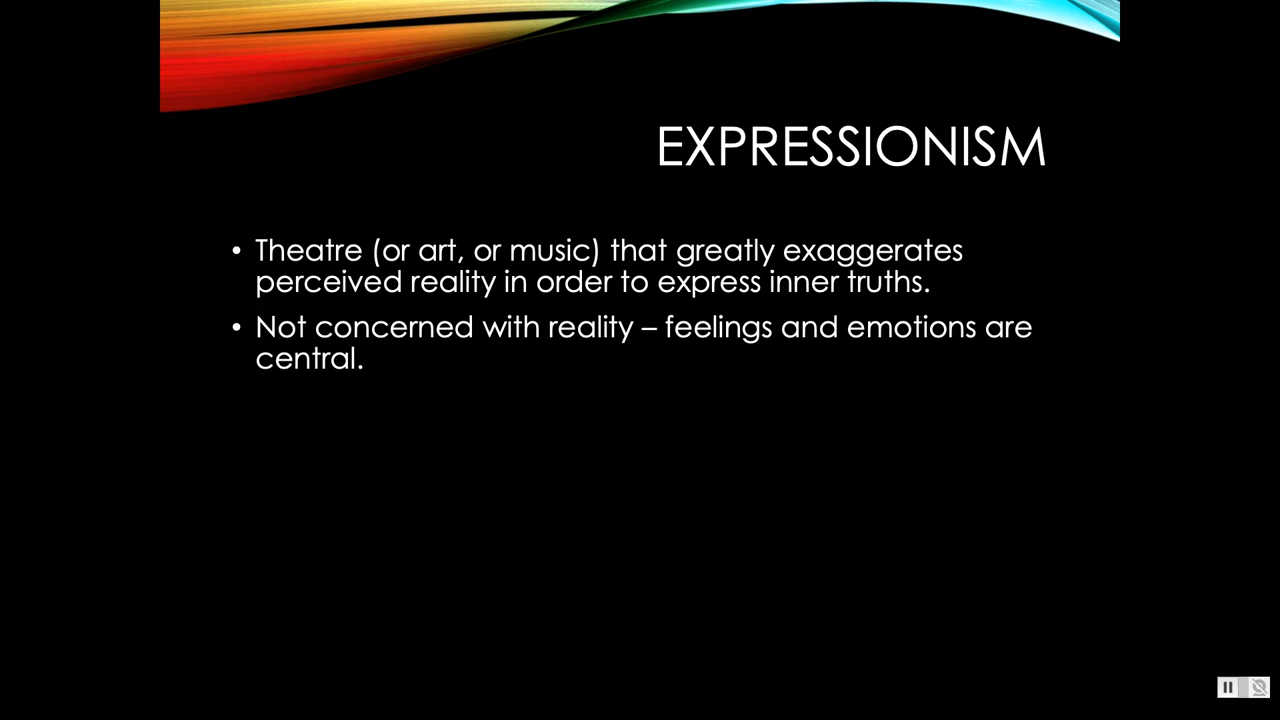 EXPRESSIONISM
• Theatre (or art, or music) that greatly exaggerates
perceived reality in order to express inner truths.
• Not concerned with reality – feelings and emotions are
central.